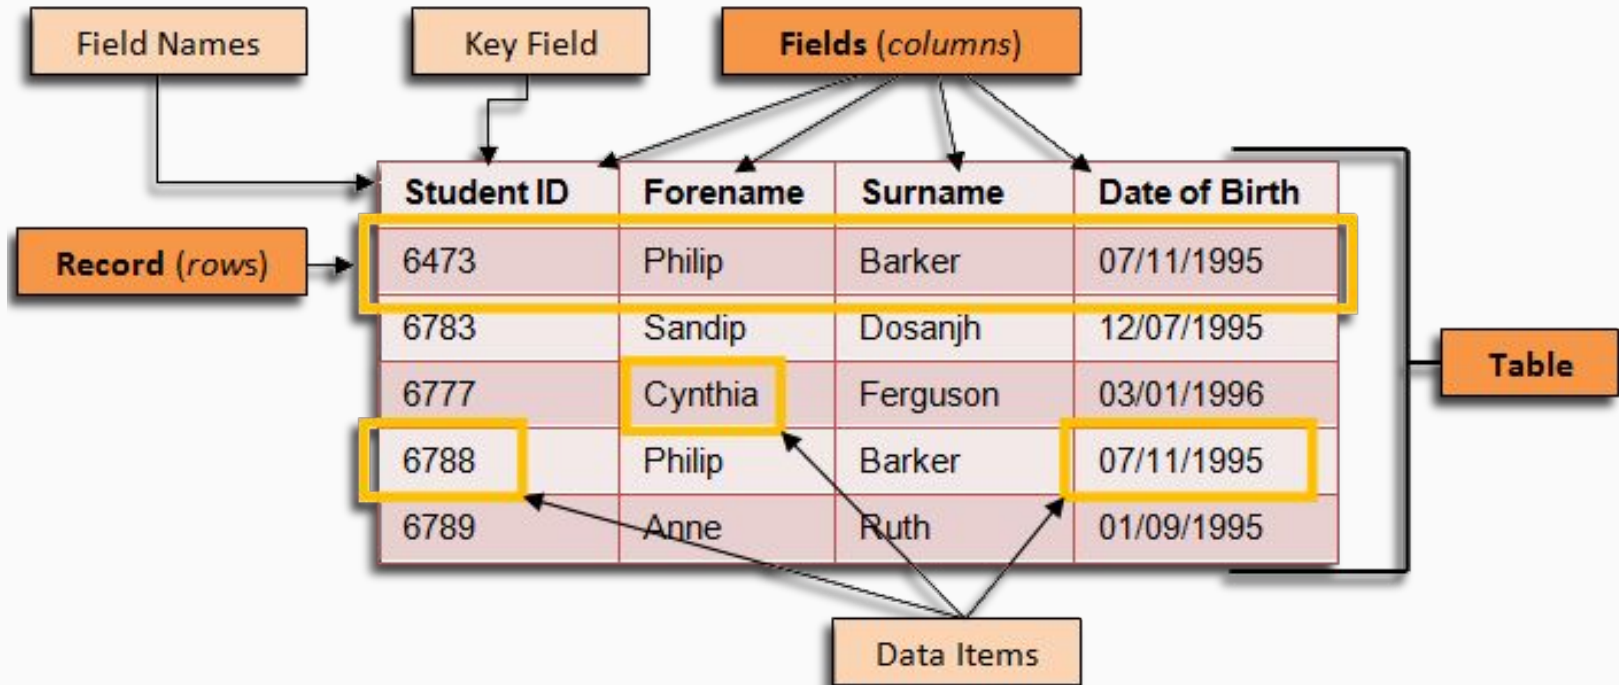 Field Names
Key Field
Fields (columns)
Student ID Forename Surname Date of Birth
Record (rows)
6473 Philip Barker 07/11/1995
6783 Sandip Dosanjh 12/07/1995
Table
6777 Cynthia Ferguson 03/01/1996
6788 Philip Barker 07/11/1995
6789 Anne Ruth 01/09/1995
Data Items